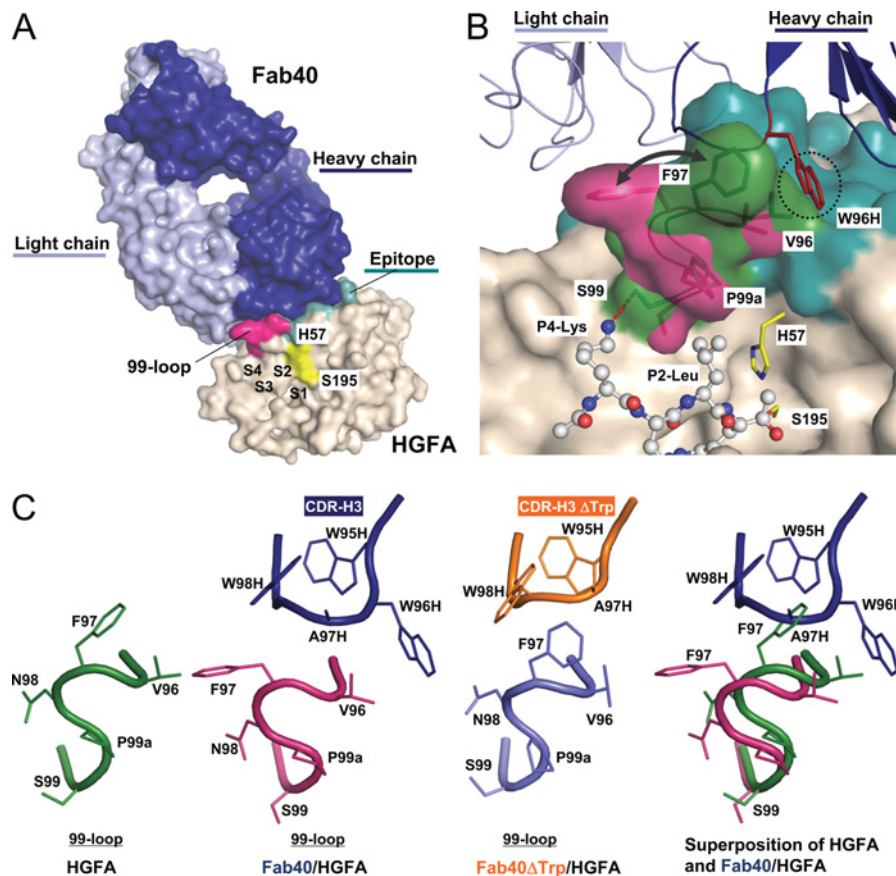 A
Fab40
Heavy chain
Light chain
Epitope
H57
99-loop
S4
S3
S2
S1
S195
HGFA
B
Light chain
Heavy chain
F97
W96H
V96
S99
P99a
P4-Lys
H57
P2-Leu
S195
C
CDR-H3
W95H
W98H
W96H
A97H
CDR-H3 ΔTrp
W95H
W98H
A97H
W95H
W98H
W96H
F97
A97H
F97
N98
V96
P99a
S99
F97
V96
N98
P99a
S99
F97
N98
V96
P99a
S99
F97
V96
N98
P99a
S99
99-loop
HGFA
99-loop
Fab40/HGFA
99-loop
Fab40ΔTrp/HGFA
Superposition of HGFA
and Fab40/HGFA